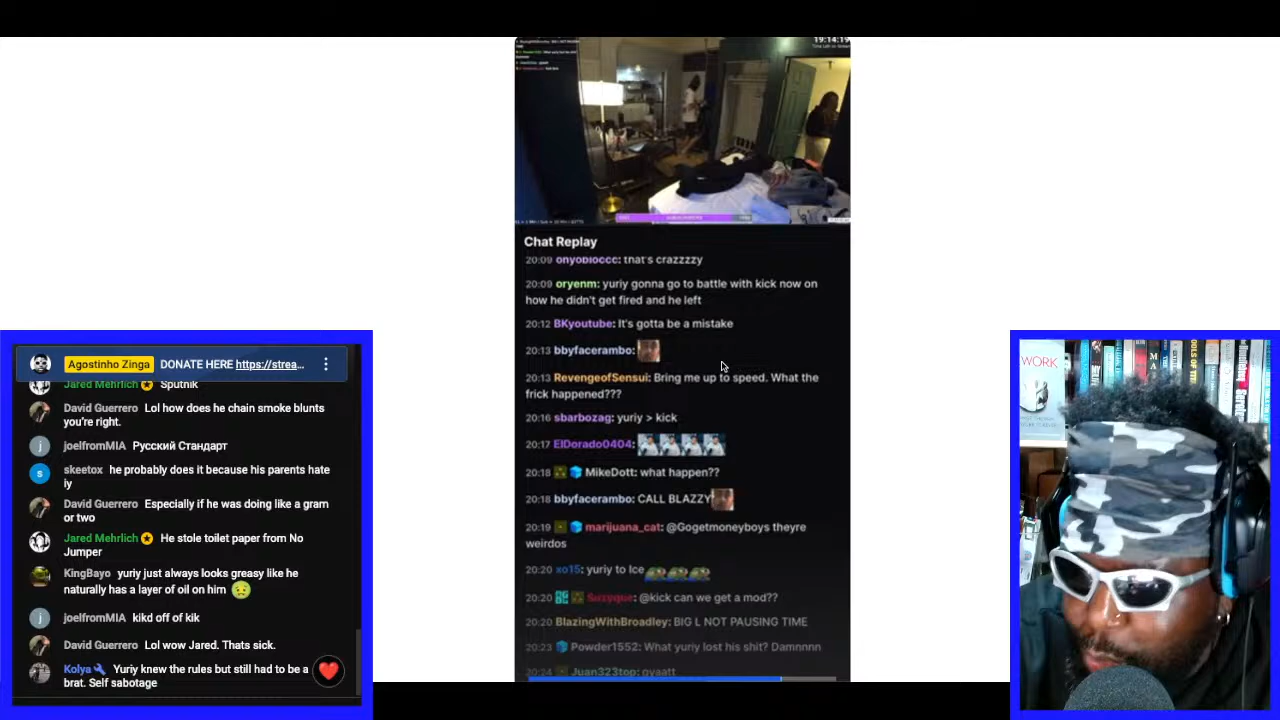 19:14:19
Chat Replay
20:09 onyobloccc: that's crazzzzy
20:09 oryenm: yuriy gonna go to battle with kick now on
how he didn't get fired and he left
20:12 BKyoutube: It's gotta be a mistake
20:13 bbyfacerambo:
20:13 RevengeofSensui: Bring me up to speed. What the
frick happened???
20:16 sbarbozag: yuriy > kick
20:17 ElDorado0404:
20:18 MikeDott: what happen??
20:18 bbyfacerambo: CALL BLAZZY
20:19 marijuana_cat: @Gogetmoneyboys theyre
weirdos
20:20 xo15: yuriy to Ice
20:20 Suzyque: @kick can we get a mod??
20:20 BlazingWithBroadley: BIG L NOT PAUSING TIME
20:23 Powder1552: What yuriy lost his shit? Damnnnn
20:24 Juan323top: gyaatt
Agostinho Zinga DONATE HERE https://strea...
Jared Mehrlich Sputnik
David Guerrero Lol how does he chain smoke blunts
you're right.
joelfromMIA Русский Стандарт
skeetox he probably does it because his parents hate
iy
David Guerrero Especially if he was doing like a gram
or two
Jared Mehrlich He stole toilet paper from No
Jumper
KingBayo yuriy just always looks greasy like he
naturally has a layer of oil on him
joelfromMIA kikd off of kik
David Guerrero Lol wow Jared. Thats sick.
Kolya Yuriy knew the rules but still had to be a
brat. Self sabotage
WORK